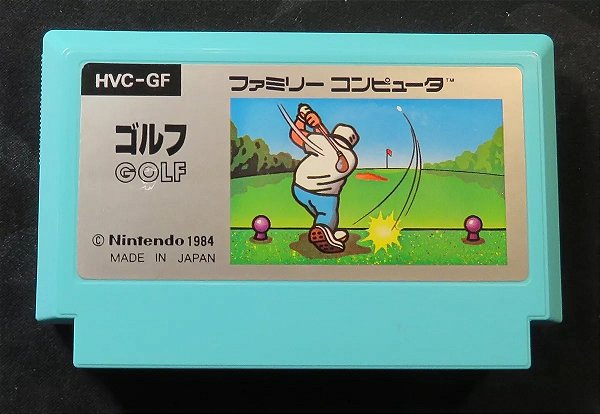 HVC-GF
ファミリー コンピュータ™
ゴルフ
GOLF
© Nintendo 1984
MADE IN JAPAN